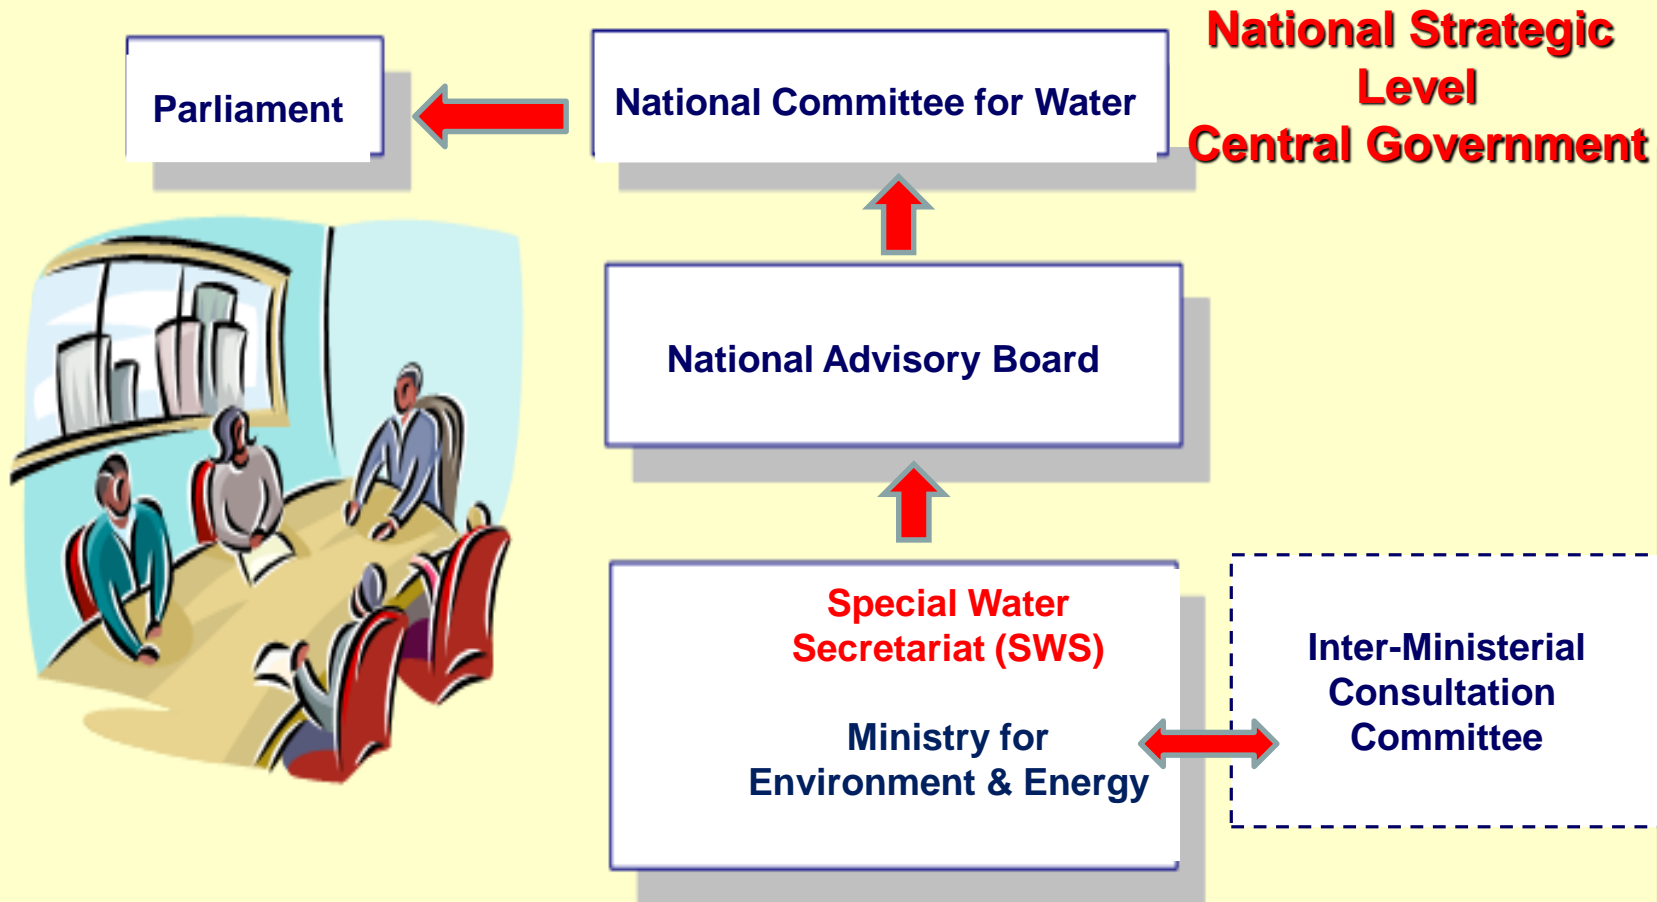 National Strategic
Level
Central Government
Parliament
National Committee for Water
National Advisory Board
Special Water
Secretariat (SWS)
Ministry for
Environment & Energy
Inter-Ministerial
Consultation
Committee